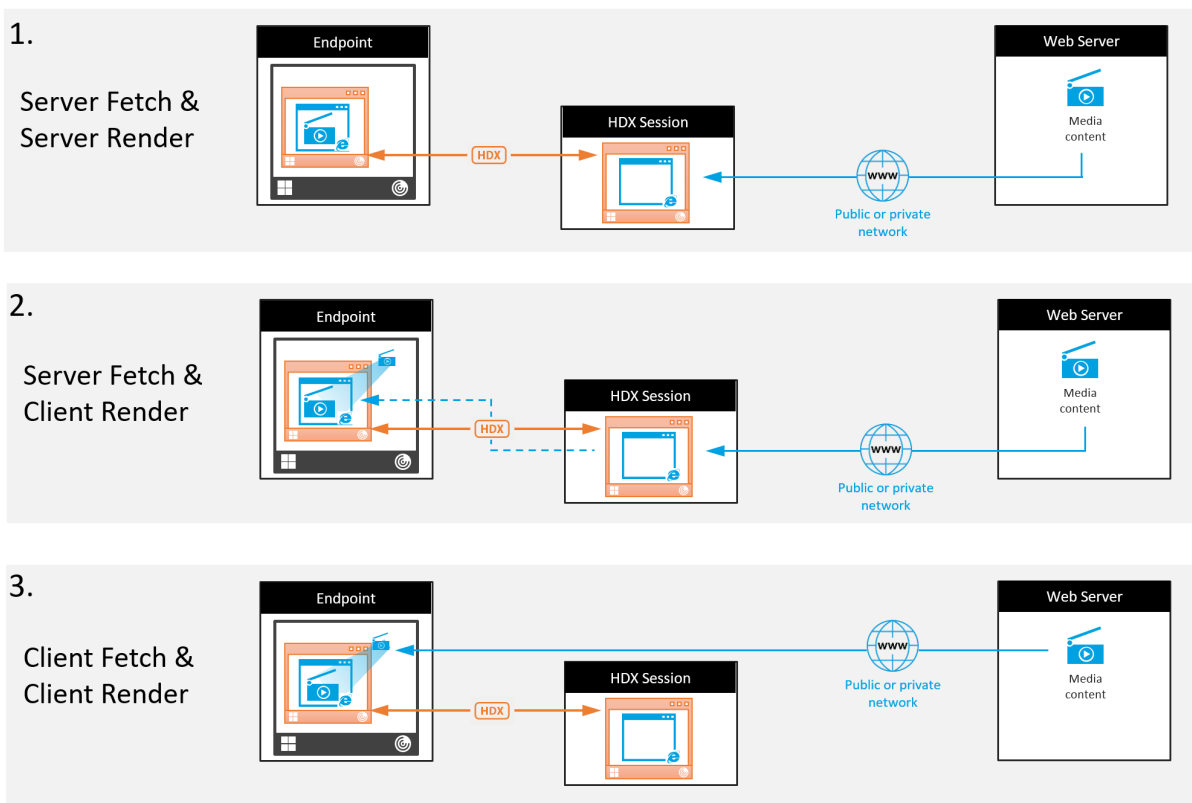 1.
Server Fetch &
Server Render
Endpoint
HDX
HDX Session
WWW
Public or private
network
Web Server
Media
content
2.
Server Fetch &
Client Render
Endpoint
HDX
HDX Session
WWW
Public or private
network
Web Server
Media
content
3.
Client Fetch &
Client Render
Endpoint
HDX
HDX Session
WWW
Public or private
network
Web Server
Media
content